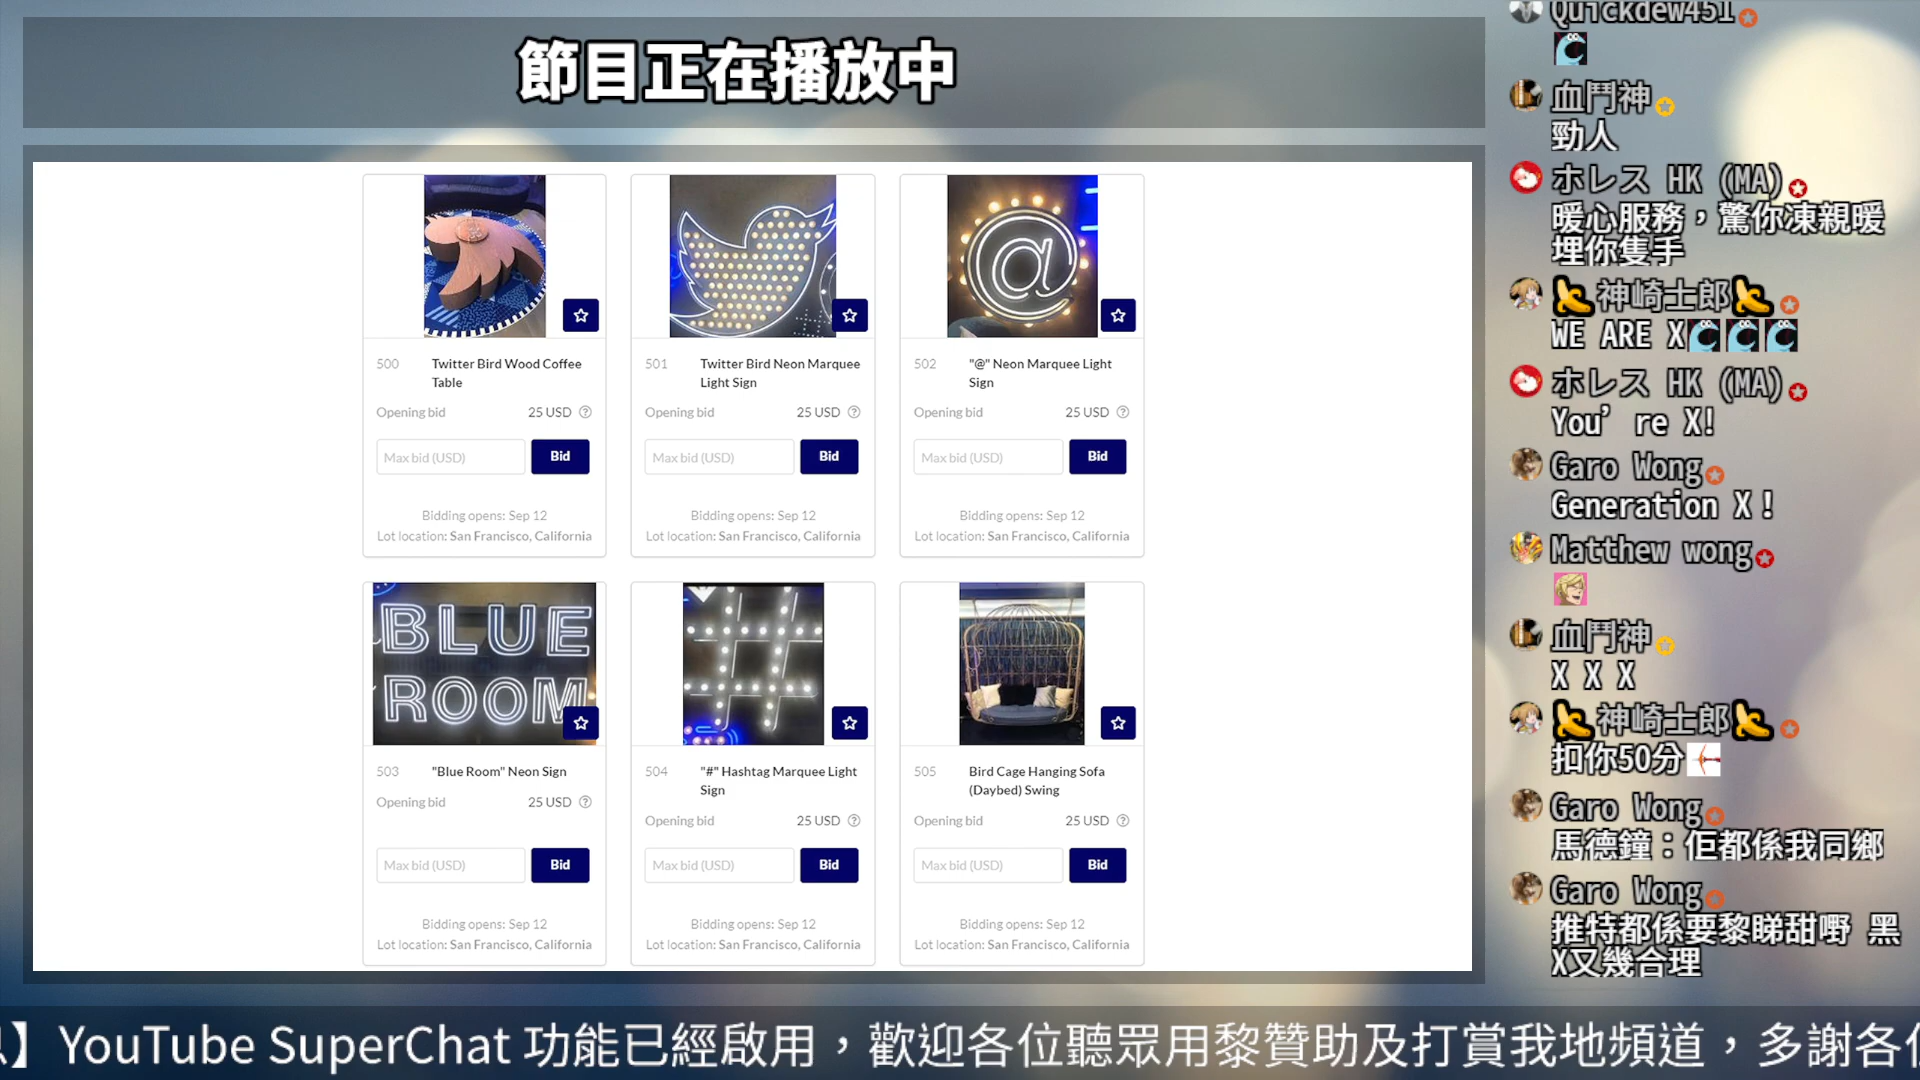 節目正在播放中
500 Twitter Bird Wood Coffee
Table
Opening bid 25 USD
Max bid (USD) Bid
Bidding opens: Sep 12
Lot location: San Francisco, California
501 Twitter Bird Neon Marquee
Light Sign
Opening bid 25 USD
Max bid (USD) Bid
Bidding opens: Sep 12
Lot location: San Francisco, California
@
502 "@" Neon Marquee Light
Sign
Opening bid 25 USD
Max bid (USD) Bid
Bidding opens: Sep 12
Lot location: San Francisco, California
BLUE
ROOM
503 "Blue Room" Neon Sign
Opening bid 25 USD
Max bid (USD) Bid
Bidding opens: Sep 12
Lot location: San Francisco, California
#
504 "#" Hashtag Marquee Light
Sign
Opening bid 25 USD
Max bid (USD) Bid
Bidding opens: Sep 12
Lot location: San Francisco, California
505 Bird Cage Hanging Sofa
(Daybed) Swing
Opening bid 25 USD
Max bid (USD) Bid
Bidding opens: Sep 12
Lot location: San Francisco, California
Quickdew451
血鬥神
勁人
ホレス HK (MA)
暖心服務，驚你凍親暖
埋你隻手
🍌神崎士郎🍌
WE ARE X
ホレス HK (MA)
You’re X!
Garo Wong
Generation X！
Matthew wong
血鬥神
X X X
🍌神崎士郎🍌
扣你50分
Garo Wong
馬德鐘：佢都係我同鄉
Garo Wong
推特都係要黎睇甜嘢 黑
X又幾合理
】YouTube SuperChat 功能已經啟用，歡迎各位聽眾用黎贊助及打賞我地頻道，多謝各